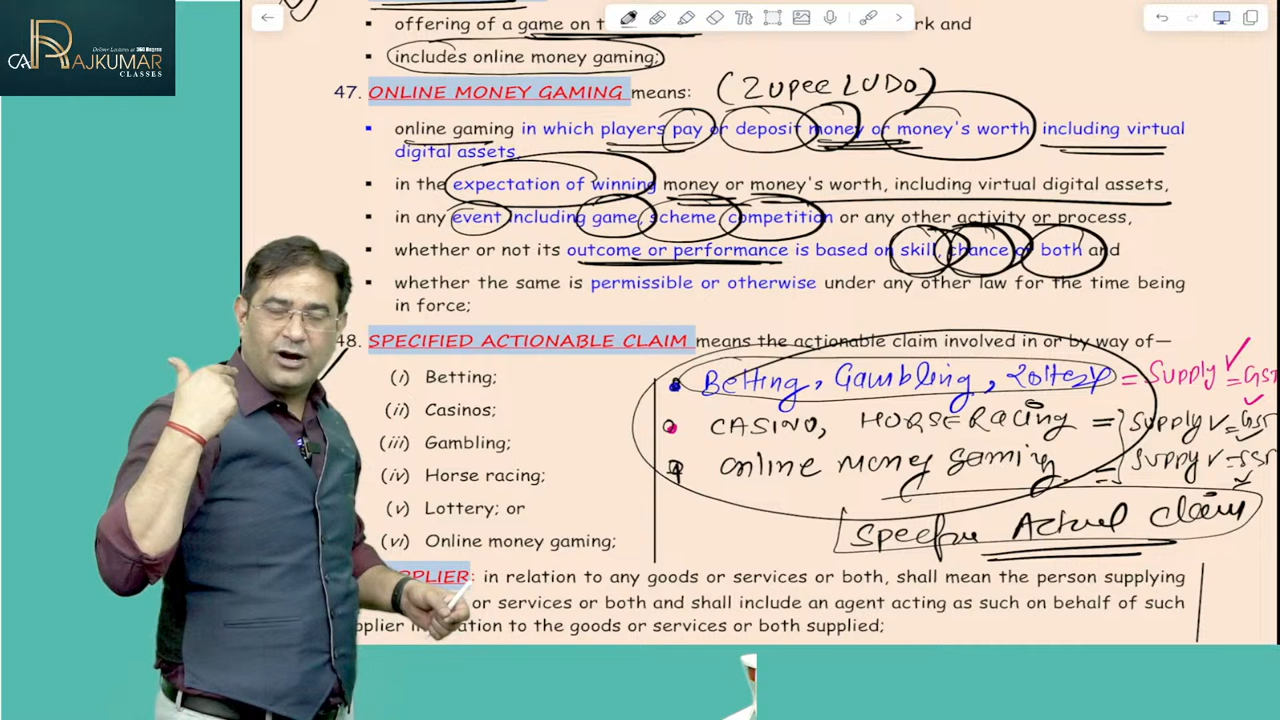 Deliver Lectures at 360 Degree
CA RAJKUMAR
CLASSES
offering of a game on rk and
includes online money gaming;
47. ONLINE MONEY GAMING means: (Zupee LUDO)
▪ online gaming in which players pay or deposit money or money's worth including virtual
digital assets,
▪ in the expectation of winning money or money's worth, including virtual digital assets,
▪ in any event including game, scheme competition or any other activity or process,
▪ whether or not its outcome or performance is based on skill, chance or both and
▪ whether the same is permissible or otherwise under any other law for the time being
in force;
48. SPECIFIED ACTIONABLE CLAIM means the actionable claim involved in or by way of—
(i) Betting;
(ii) Casinos;
(iii) Gambling;
(iv) Horse racing;
(v) Lottery; or
(vi) Online money gaming;
Betting, Gambling, Lottery = Supply ✓ = GST
CASINO, HORSE Racing = Supply ✓ = GST
online money gaming = Supply ✓ = GST
Actual claim
PPLIER: in relation to any goods or services or both, shall mean the person supplying
or services or both and shall include an agent acting as such on behalf of such
pplier in relation to the goods or services or both supplied;